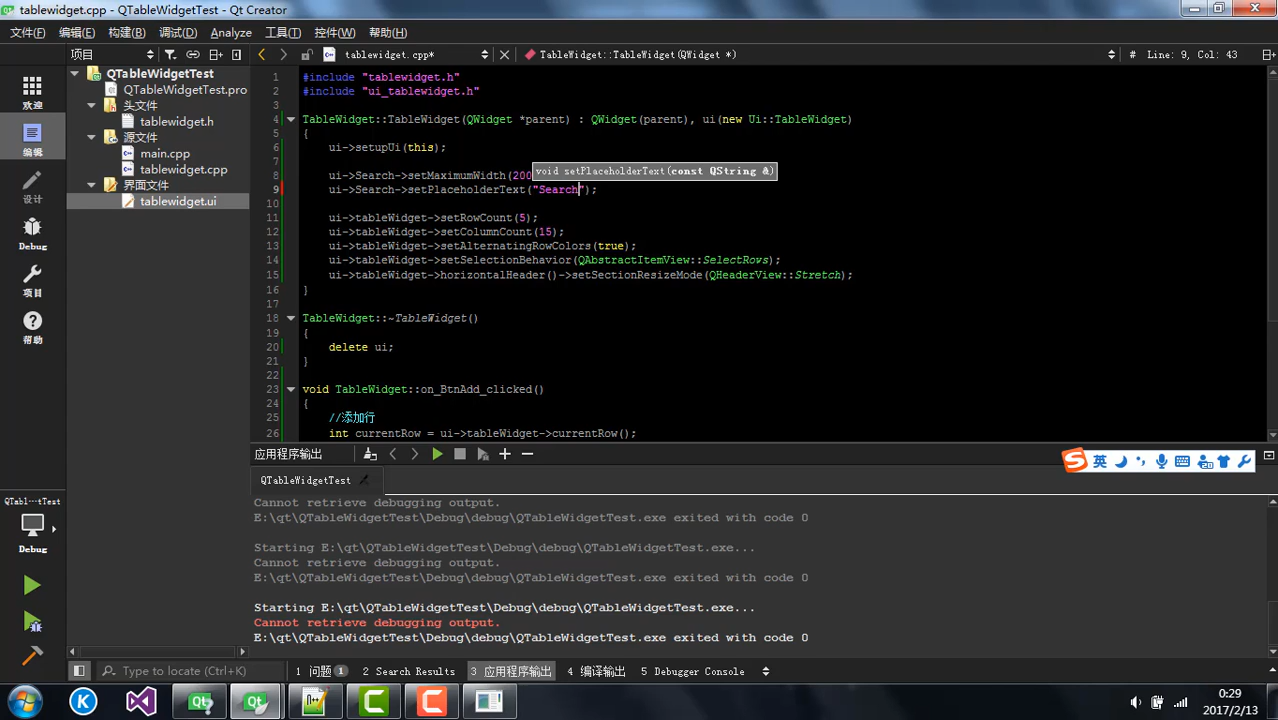 tablewidget.cpp - QTableWidgetTest - Qt Creator
文件(F) 编辑(E) 构建(B) 调试(D) Analyze 工具(T) 控件(W) 帮助(H)
项目 tablewidget.cpp* TableWidget::TableWidget(QWidget *) # Line: 9, Col: 43
QTableWidgetTest
QTableWidgetTest.pro
头文件
tablewidget.h
源文件
main.cpp
tablewidget.cpp
界面文件
tablewidget.ui
欢迎
编辑
设计
Debug
项目
帮助
1 #include "tablewidget.h"
2 #include "ui_tablewidget.h"
3
4 TableWidget::TableWidget(QWidget *parent) : QWidget(parent), ui(new Ui::TableWidget)
5 {
6 ui->setupUi(this);
7
void setPlaceholderText(const QString &)
8 ui->Search->setMaximumWidth(200
9 ui->Search->setPlaceholderText("Search");
10
11 ui->tableWidget->setRowCount(5);
12 ui->tableWidget->setColumnCount(15);
13 ui->tableWidget->setAlternatingRowColors(true);
14 ui->tableWidget->setSelectionBehavior(QAbstractItemView::SelectRows);
15 ui->tableWidget->horizontalHeader()->setSectionResizeMode(QHeaderView::Stretch);
16 }
17
18 TableWidget::~TableWidget()
19 {
20 delete ui;
21 }
22
23 void TableWidget::on_BtnAdd_clicked()
24 {
25 //添加行
26 int currentRow = ui->tableWidget->currentRow();
应用程序输出
英
QTableWidgetTest
Cannot retrieve debugging output.
E:\qt\QTableWidgetTest\Debug\debug\QTableWidgetTest.exe exited with code 0
Starting E:\qt\QTableWidgetTest\Debug\debug\QTableWidgetTest.exe...
Cannot retrieve debugging output.
E:\qt\QTableWidgetTest\Debug\debug\QTableWidgetTest.exe exited with code 0
Starting E:\qt\QTableWidgetTest\Debug\debug\QTableWidgetTest.exe...
Cannot retrieve debugging output.
E:\qt\QTableWidgetTest\Debug\debug\QTableWidgetTest.exe exited with code 0
QTabl···tTest
Debug
Type to locate (Ctrl+K) 1 问题 1 2 Search Results 3 应用程序输出 4 编译输出 5 Debugger Console
0:29
2017/2/13